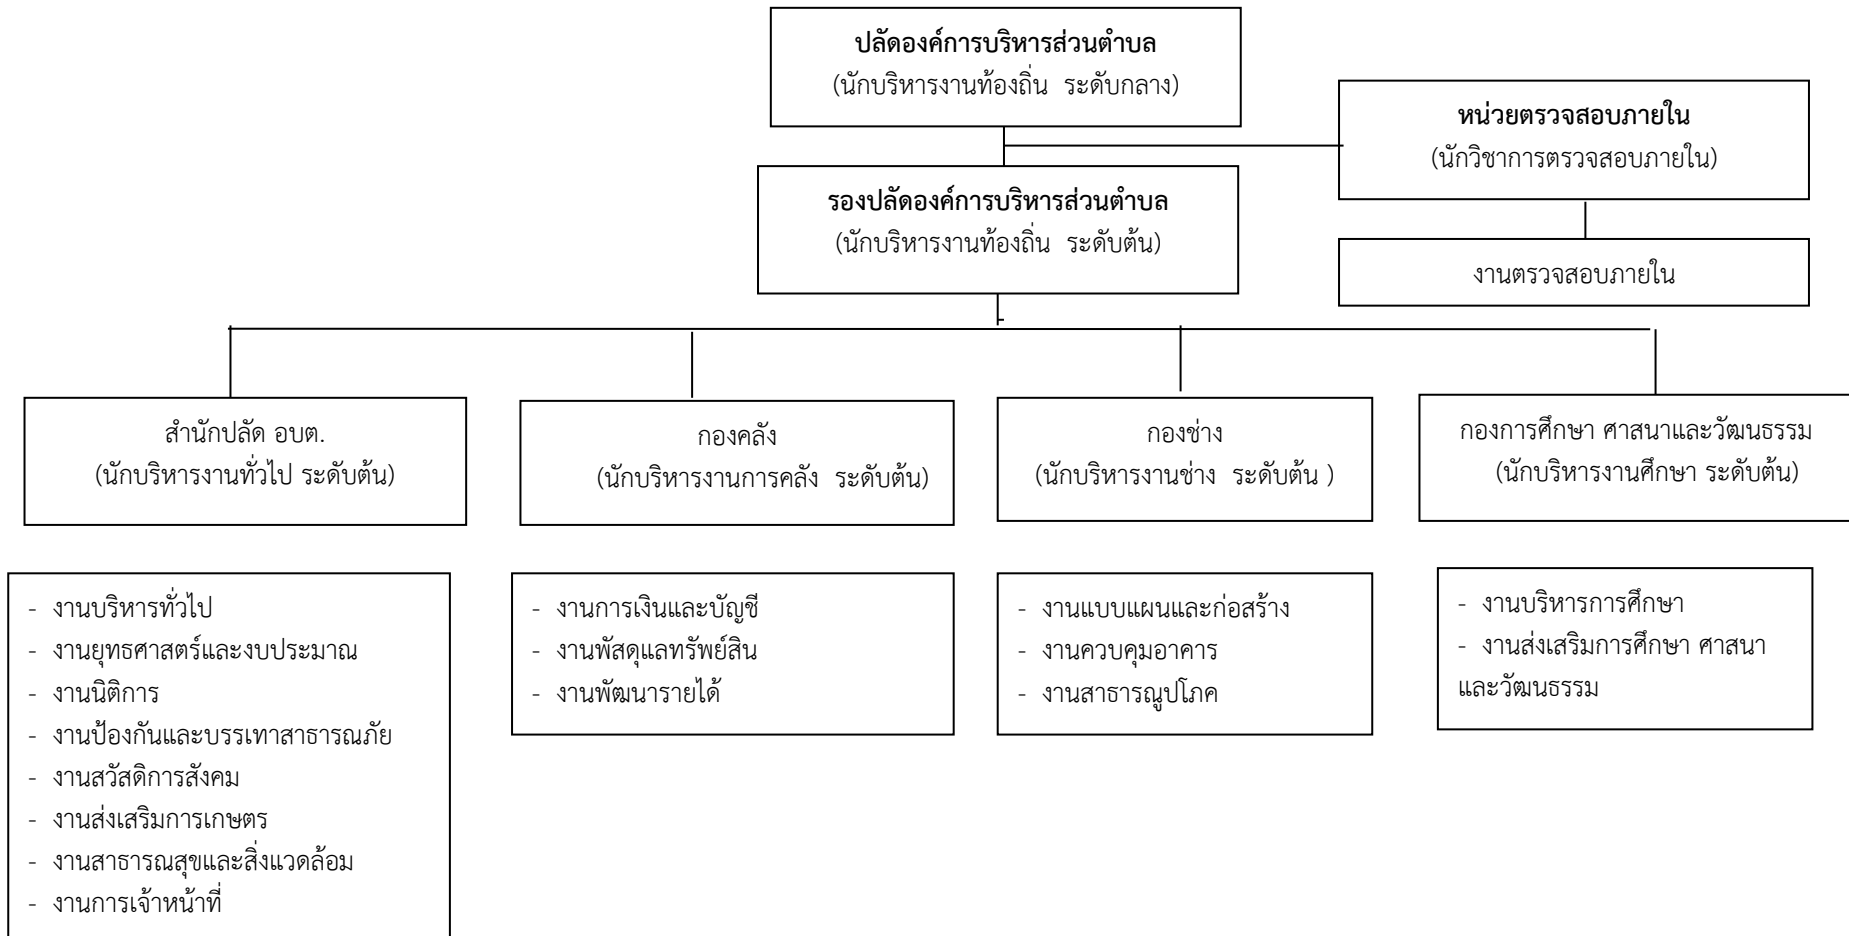 ปลัดองค์การบริหารส่วนตำบล
(นักบริหารงานท้องถิ่น ระดับกลาง)
หน่วยตรวจสอบภายใน
(นักวิชาการตรวจสอบภายใน)
รองปลัดองค์การบริหารส่วนตำบล
(นักบริหารงานท้องถิ่น ระดับต้น)
งานตรวจสอบภายใน
สำนักปลัด อบต.
(นักบริหารงานทั่วไป ระดับต้น)
กองคลัง
(นักบริหารงานการคลัง ระดับต้น)
กองช่าง
(นักบริหารงานช่าง ระดับต้น )
กองการศึกษา ศาสนาและวัฒนธรรม
(นักบริหารงานศึกษา ระดับต้น)
- งานบริหารทั่วไป
- งานยุทธศาสตร์และงบประมาณ
- งานนิติการ
- งานป้องกันและบรรเทาสาธารณภัย
- งานสวัสดิการสังคม
- งานส่งเสริมการเกษตร
- งานสาธารณสุขและสิ่งแวดล้อม
- งานการเจ้าหน้าที่
- งานการเงินและบัญชี
- งานพัสดุแลทรัพย์สิน
- งานพัฒนารายได้
- งานแบบแผนและก่อสร้าง
- งานควบคุมอาคาร
- งานสาธารณูปโภค
- งานบริหารการศึกษา
- งานส่งเสริมการศึกษา ศาสนา
และวัฒนธรรม